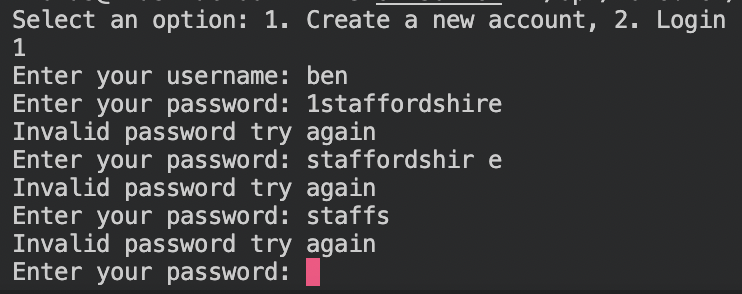 Select an option: 1. Create a new account, 2. Login
1
Enter your username: ben
Enter your password: 1staffordshire
Invalid password try again
Enter your password: staffordshir e
Invalid password try again
Enter your password: staffs
Invalid password try again
Enter your password: